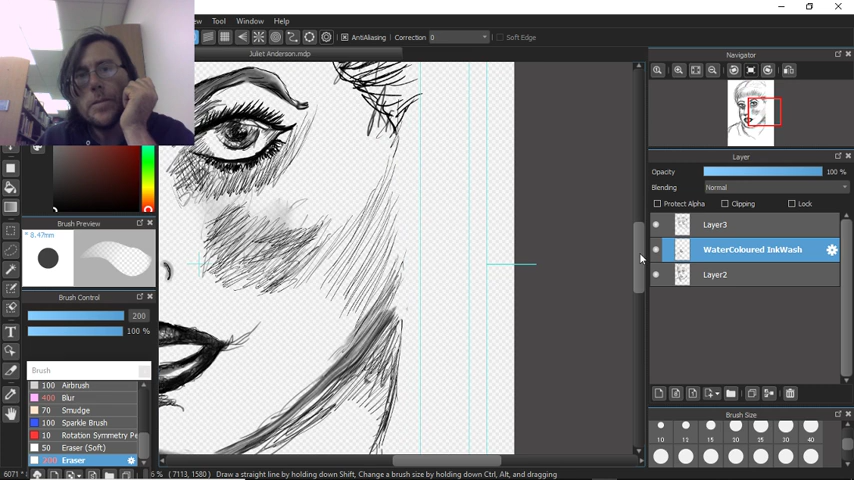 ew Tool Window Help
AntiAliasing Correction 0 Soft Edge
Juliet Anderson.mdp
Navigator
Layer
Opacity 100 %
Blending Normal
Protect Alpha Clipping Lock
Layer3
WaterColoured InkWash
Layer2
Brush Preview
* 8.47mm
Brush Control
200
100 %
Brush
100 Airbrush
400 Blur
70 Smudge
100 Sparkle Brush
10 Rotation Symmetry Pe
50 Eraser (Soft)
200 Eraser
Brush Size
10 12 15 20 25 30 40
6071 * 6 % ( 7113, 1580 ) Draw a straight line by holding down Shift, Change a brush size by holding down Ctrl, Alt, and dragging